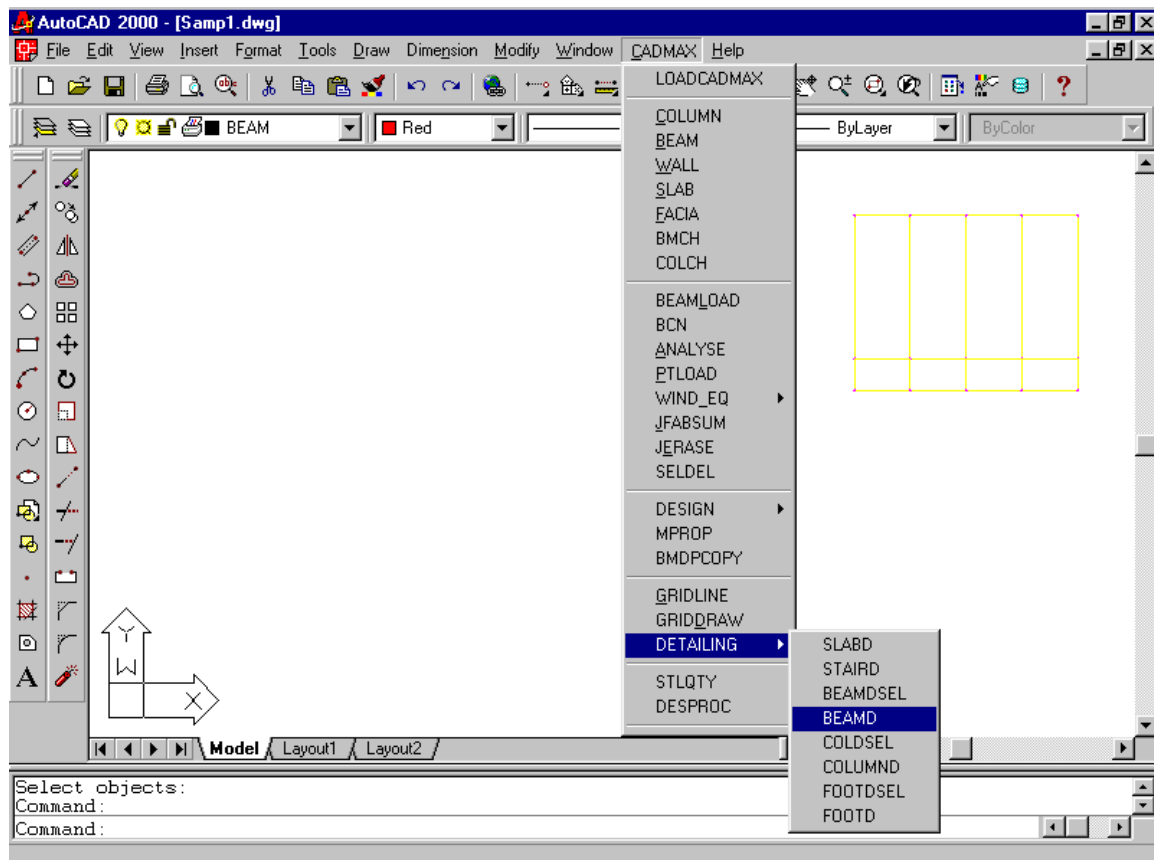 AutoCAD 2000 - [Samp1.dwg]
File Edit View Insert Format Tools Draw Dimension Modify Window CADMAX Help
BEAM Red ByLayer ByColor
LOADCADMAX
COLUMN
BEAM
WALL
SLAB
FACIA
BMCH
COLCH
BEAMLOAD
BCN
ANALYSE
PTLOAD
WIND_EQ
JFABSUM
JERASE
SELDEL
DESIGN
MPROP
BMDPCOPY
GRIDLINE
GRIDDRAW
DETAILING
STLQTY
DESPROC
SLABD
STAIRD
BEAMDSEL
BEAMD
COLDSEL
COLUMND
FOOTDSEL
FOOTD
A
Y
W
X
Model Layout1 Layout2
Select objects:
Command:
Command: